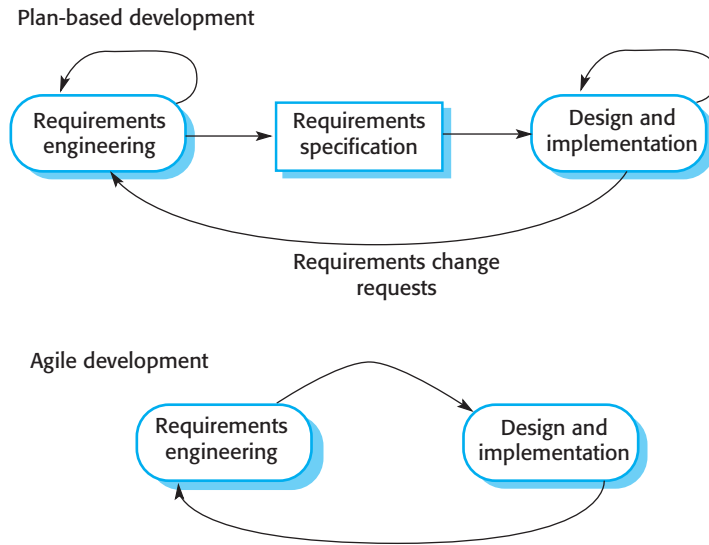 Plan-based development
Requirements
engineering
Requirements
specification
Design and
implementation
Requirements change
requests
Agile development
Requirements
engineering
Design and
implementation